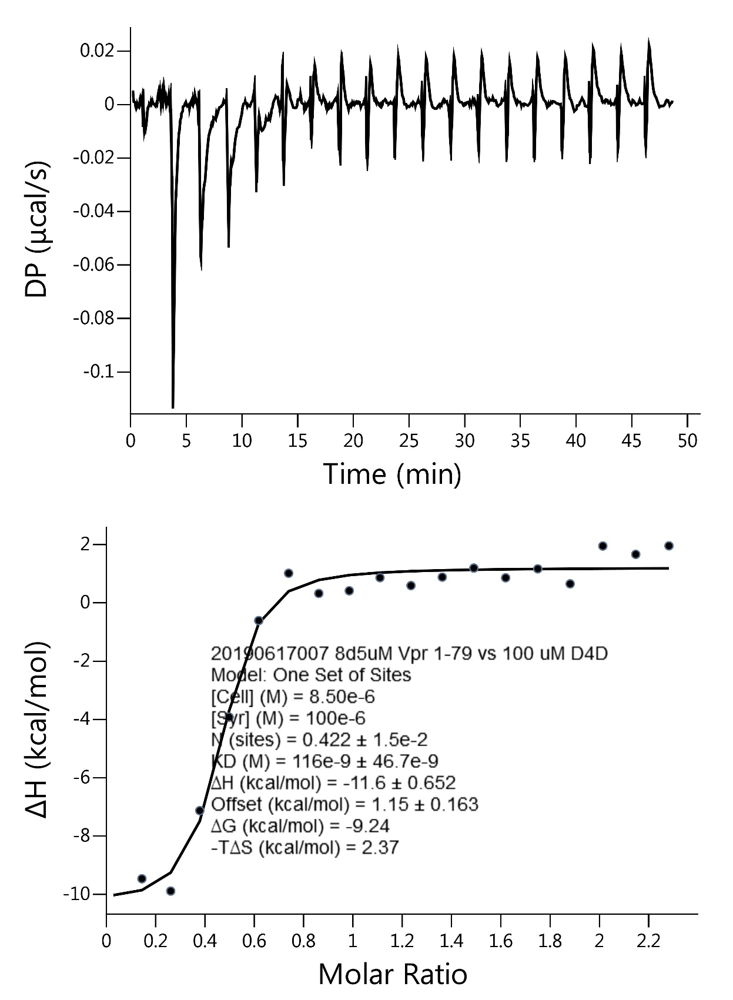 0.02
0
-0.02
-0.04
-0.06
-0.08
-0.1
DP (µcal/s)
0 5 10 15 20 25 30 35 40 45 50
Time (min)
2
0
-2
-4
-6
-8
-10
ΔH (kcal/mol)
20190617007 8d5uM Vpr 1-79 vs 100 uM D4D
Model: One Set of Sites
[Cell] (M) = 8.50e-6
[Syr] (M) = 100e-6
N (sites) = 0.422 ± 1.5e-2
KD (M) = 116e-9 ± 46.7e-9
ΔH (kcal/mol) = -11.6 ± 0.652
Offset (kcal/mol) = 1.15 ± 0.163
ΔG (kcal/mol) = -9.24
-TΔS (kcal/mol) = 2.37
0 0.2 0.4 0.6 0.8 1 1.2 1.4 1.6 1.8 2 2.2
Molar Ratio